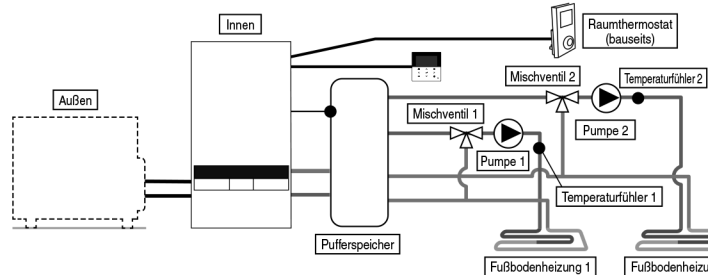 Innen
Raumthermostat
(bauseits)
Mischventil 2
Temperaturfühler 2
Außen
Mischventil 1
Pumpe 2
Pumpe 1
Temperaturfühler 1
Pufferspeicher
Fußbodenheizung 1